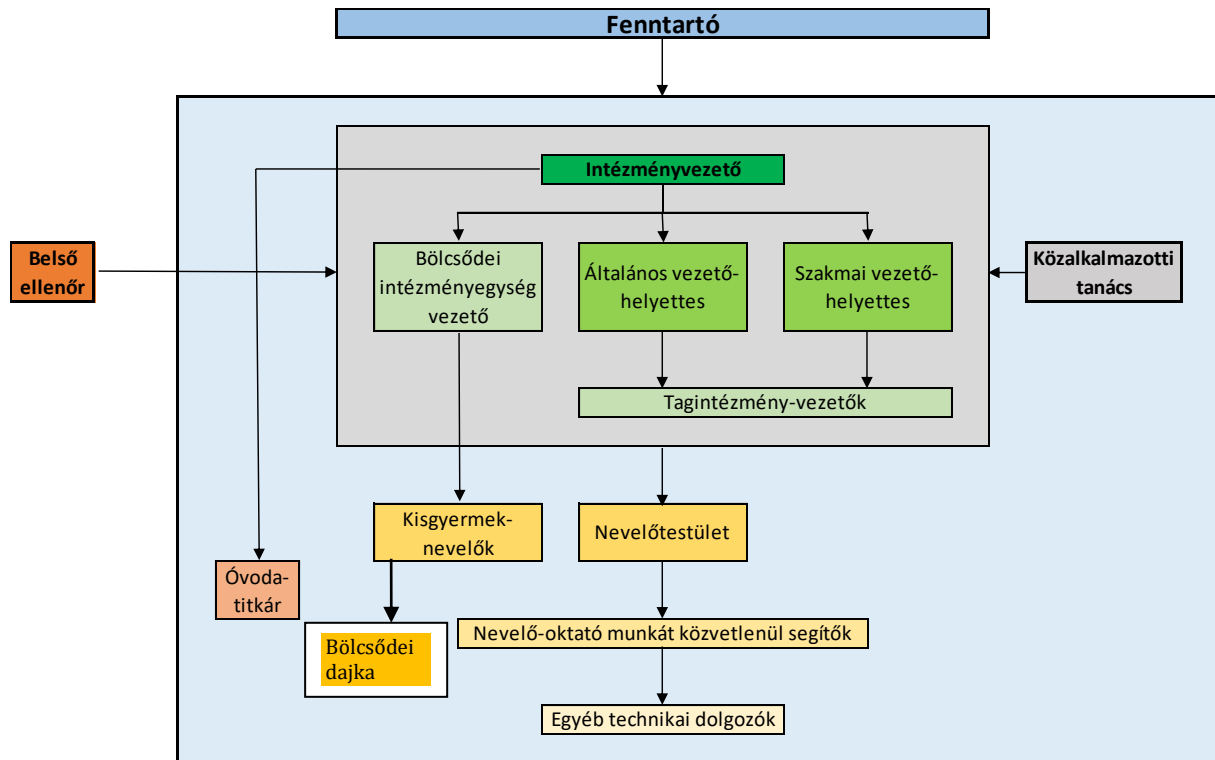 Fenntartó
Intézményvezető
Belső
ellenőr
Bölcsődei
intézményegység
vezető
Általános vezető-
helyettes
Szakmai vezető-
helyettes
Közalkalmazotti
tanács
Tagintézmény-vezetők
Kisgyermek-
nevelők
Nevelőtestület
Óvoda-
titkár
Bölcsődei
dajka
Nevelő-oktató munkát közvetlenül segítők
Egyéb technikai dolgozók